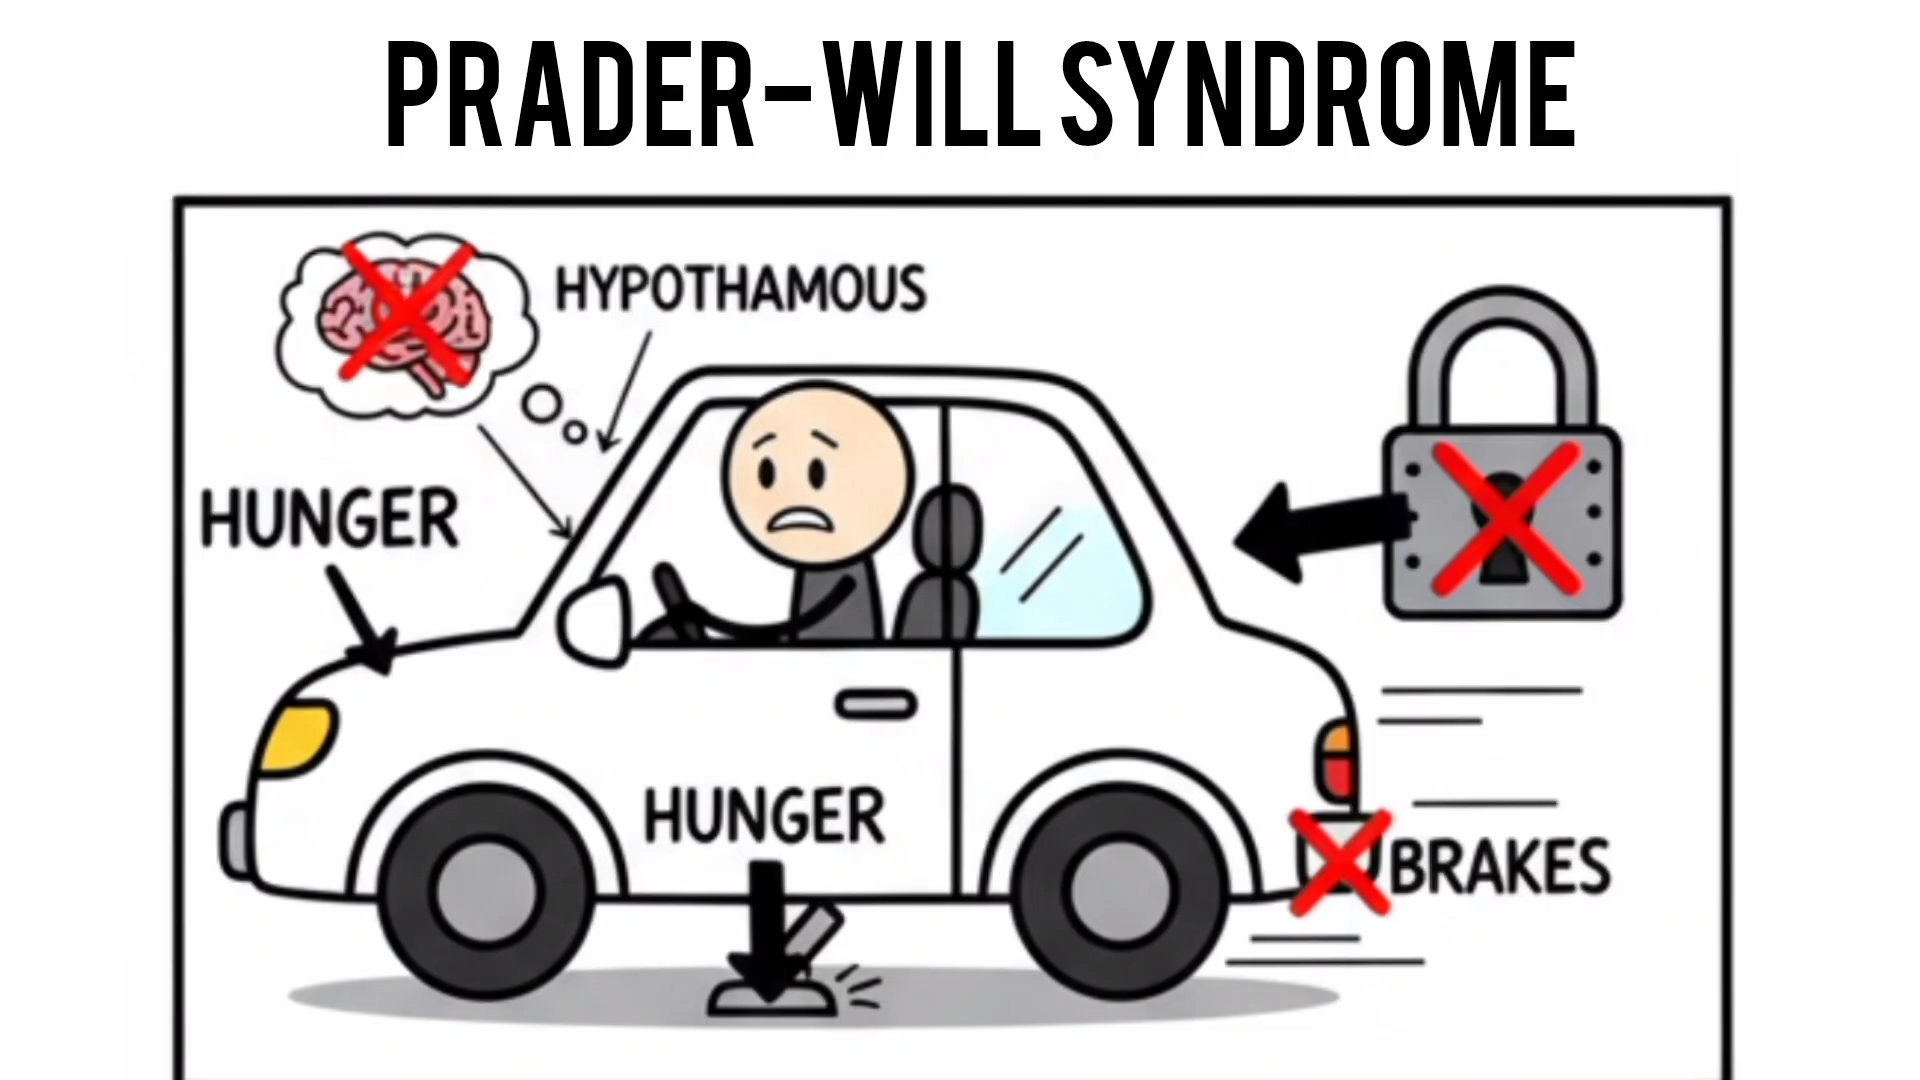 PRADER-WILL SYNDROME
HYPOTHAMOUS
HUNGER
HUNGER
BRAKES